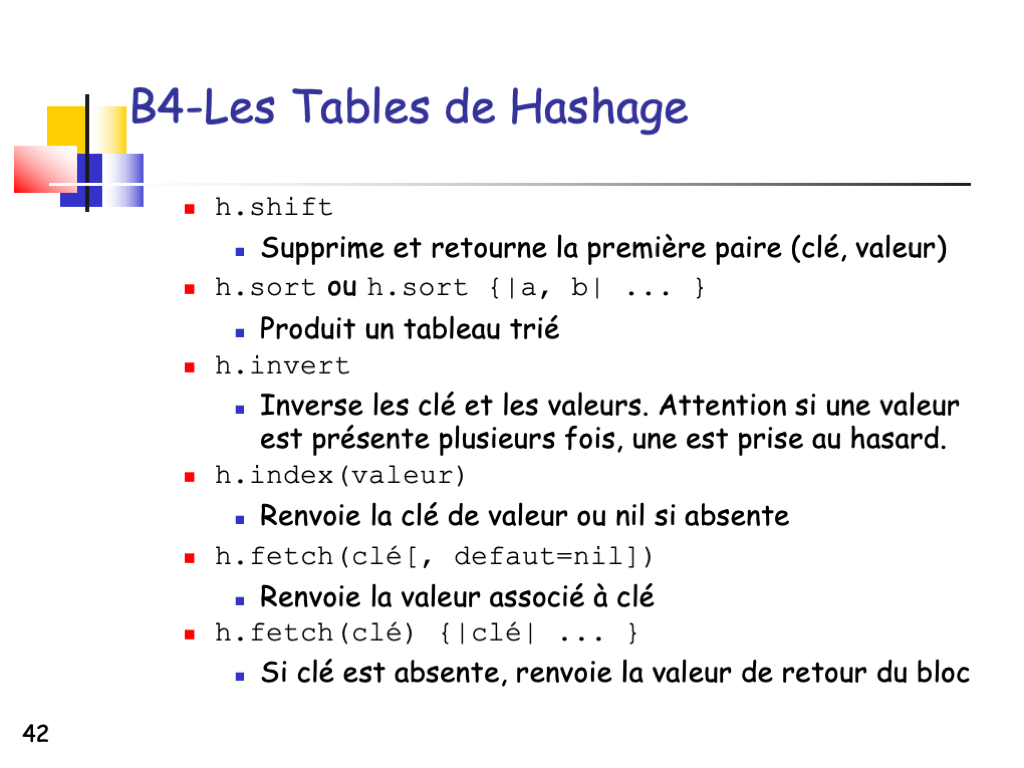 B4-Les Tables de Hashage
h.shift
Supprime et retourne la première paire (clé, valeur)
h.sort ou h.sort {|a, b| ... }
Produit un tableau trié
h.invert
Inverse les clé et les valeurs. Attention si une valeur
est présente plusieurs fois, une est prise au hasard.
h.index(valeur)
Renvoie la clé de valeur ou nil si absente
h.fetch(clé[, defaut=nil])
Renvoie la valeur associé à clé
h.fetch(clé) {|clé| ... }
Si clé est absente, renvoie la valeur de retour du bloc
42